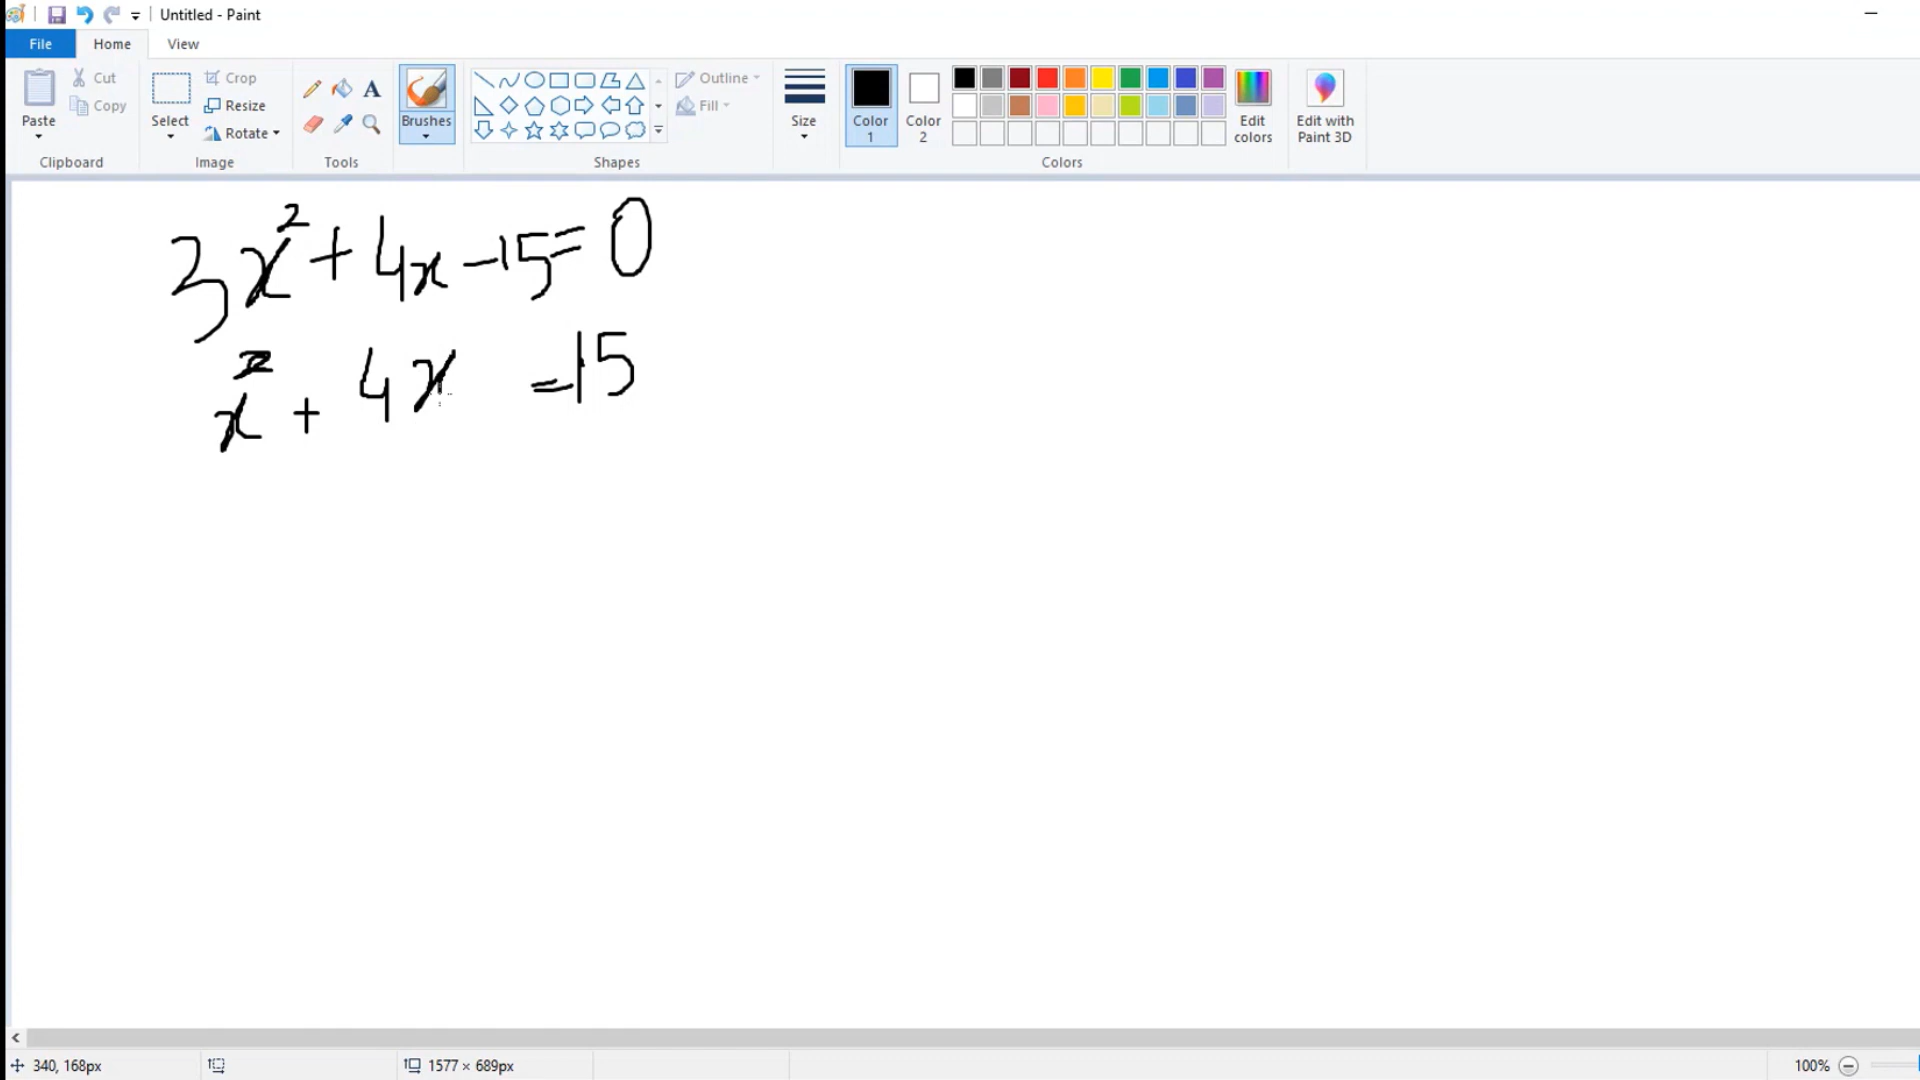 Untitled - Paint
File Home View
Paste Cut Copy Clipboard
Select Crop Resize Rotate Image
Tools
Brushes
Outline Fill Shapes
Size
Color 1 Color 2 Edit colors Colors
Edit with Paint 3D
3x²+4x-15=0
x²+4x =15
340, 168px 1577 × 689px 100%